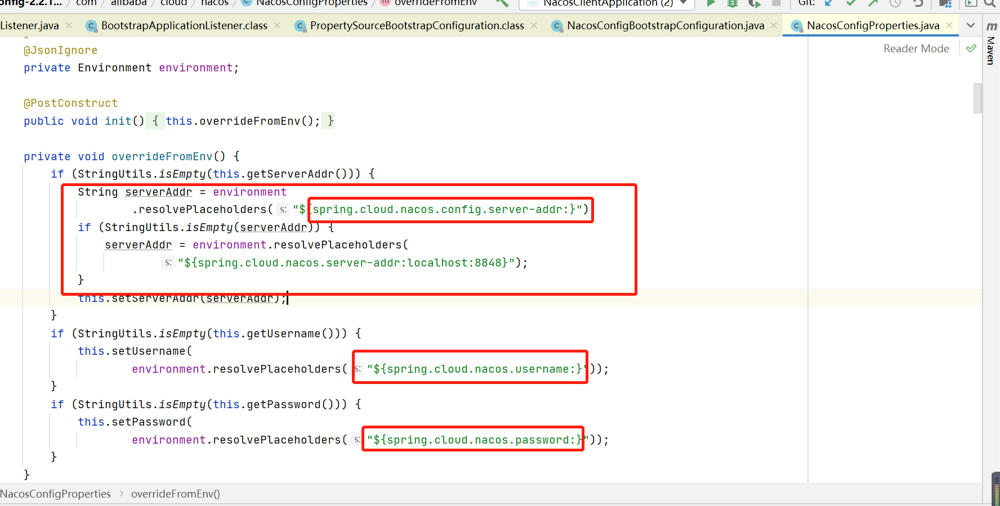 onfig-2.2.1... com alibaba cloud nacos NacosConfigProperties overrideFromEnv NacosClientApplication (2) Git:
Listener.java BootstrapApplicationListener.class PropertySourceBootstrapConfiguration.class NacosConfigBootstrapConfiguration.java NacosConfigProperties.java
m Maven
Reader Mode
@JsonIgnore
private Environment environment;
@PostConstruct
public void init() { this.overrideFromEnv(); }
private void overrideFromEnv() {
if (StringUtils.isEmpty(this.getServerAddr())) {
String serverAddr = environment
.resolvePlaceholders( s: "${spring.cloud.nacos.config.server-addr:}")
if (StringUtils.isEmpty(serverAddr)) {
serverAddr = environment.resolvePlaceholders(
s: "${spring.cloud.nacos.server-addr:localhost:8848}");
}
this.setServerAddr(serverAddr);
}
if (StringUtils.isEmpty(this.getUsername())) {
this.setUsername(
environment.resolvePlaceholders( s: "${spring.cloud.nacos.username:}"));
}
if (StringUtils.isEmpty(this.getPassword())) {
this.setPassword(
environment.resolvePlaceholders( s: "${spring.cloud.nacos.password:}"));
}
}
NacosConfigProperties › overrideFromEnv()